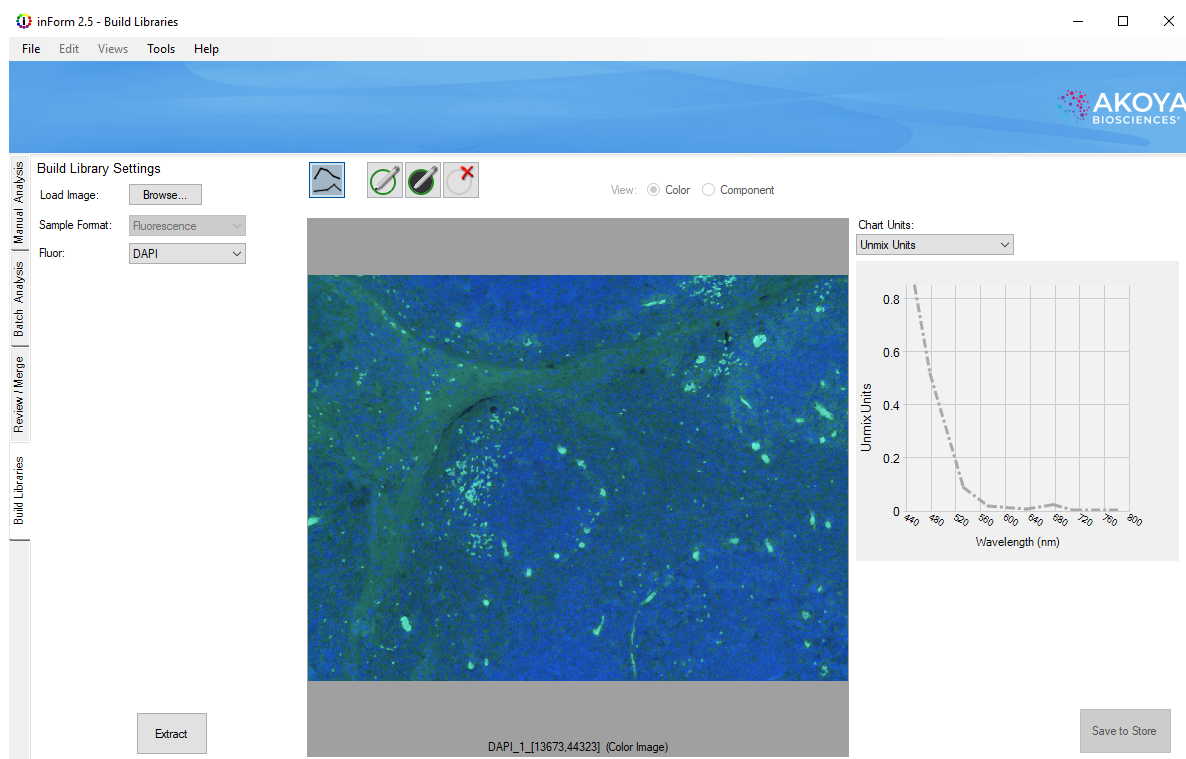 inForm 2.5 - Build Libraries
File Edit Views Tools Help
AKOYA
BIOSCIENCES®
Manual Analysis
Batch Analysis
Review / Merge
Build Libraries
Build Library Settings
Load Image: Browse...
Sample Format: Fluorescence
Fluor: DAPI
Extract
View: Color Component
DAPI_1_[13673,44323] (Color Image)
Chart Units:
Unmix Units
Unmix Units
0.8
0.6
0.4
0.2
0
440 480 520 560 600 640 680 720 760 800
Wavelength (nm)
Save to Store